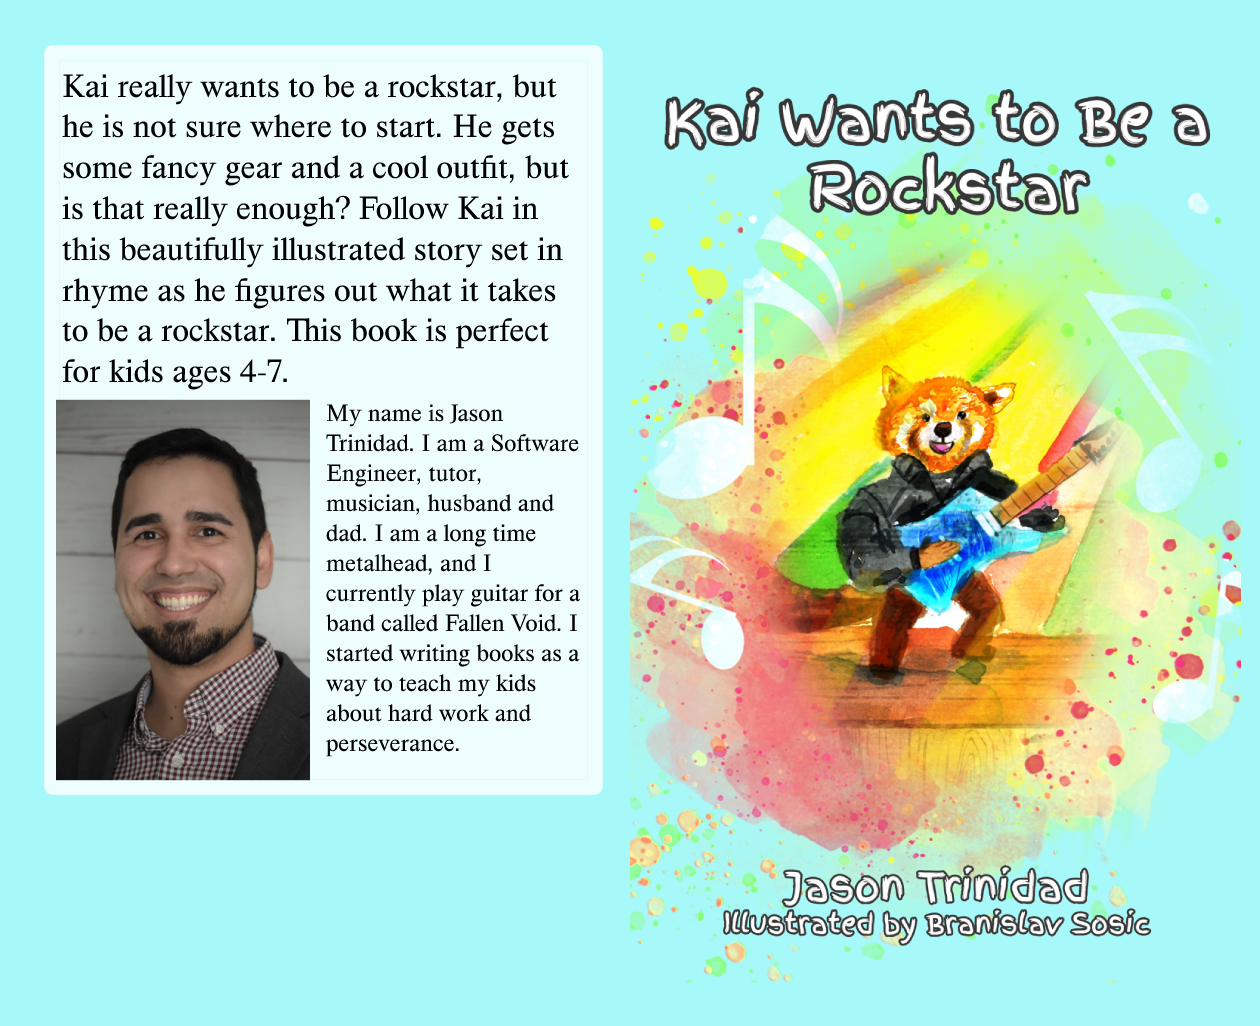 Kai really wants to be a rockstar, but
he is not sure where to start. He gets
some fancy gear and a cool outfit, but
is that really enough? Follow Kai in
this beautifully illustrated story set in
rhyme as he figures out what it takes
to be a rockstar. This book is perfect
for kids ages 4-7.
My name is Jason
Trinidad. I am a Software
Engineer, tutor,
musician, husband and
dad. I am a long time
metalhead, and I
currently play guitar for a
band called Fallen Void. I
started writing books as a
way to teach my kids
about hard work and
perseverance.
Kai Wants to Be a
Rockstar
Jason Trinidad
Illustrated by Branislav Sosic